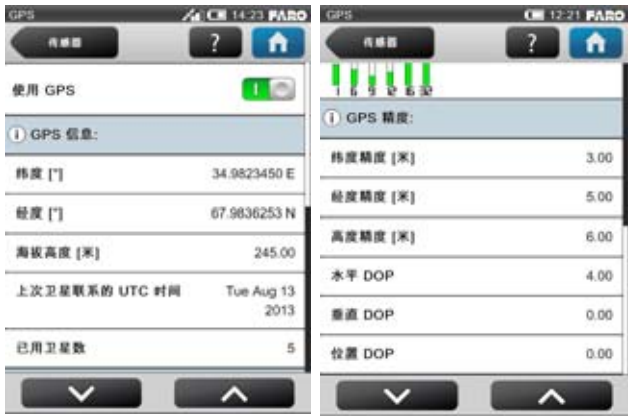 GPS 14:23 FARO
传感器 ?
使用 GPS
i GPS 信息:
纬度 [°] 34.9823450 E
经度 [°] 67.9836253 N
海拔高度 [米] 245.00
上次卫星联系的 UTC 时间 Tue Aug 13
2013
已用卫星数 5
GPS 12:21 FARO
传感器 ?
1 6 9 12 16 32
i GPS 精度:
纬度精度 [米] 3.00
经度精度 [米] 5.00
高度精度 [米] 6.00
水平 DOP 4.00
垂直 DOP 0.00
位置 DOP 0.00